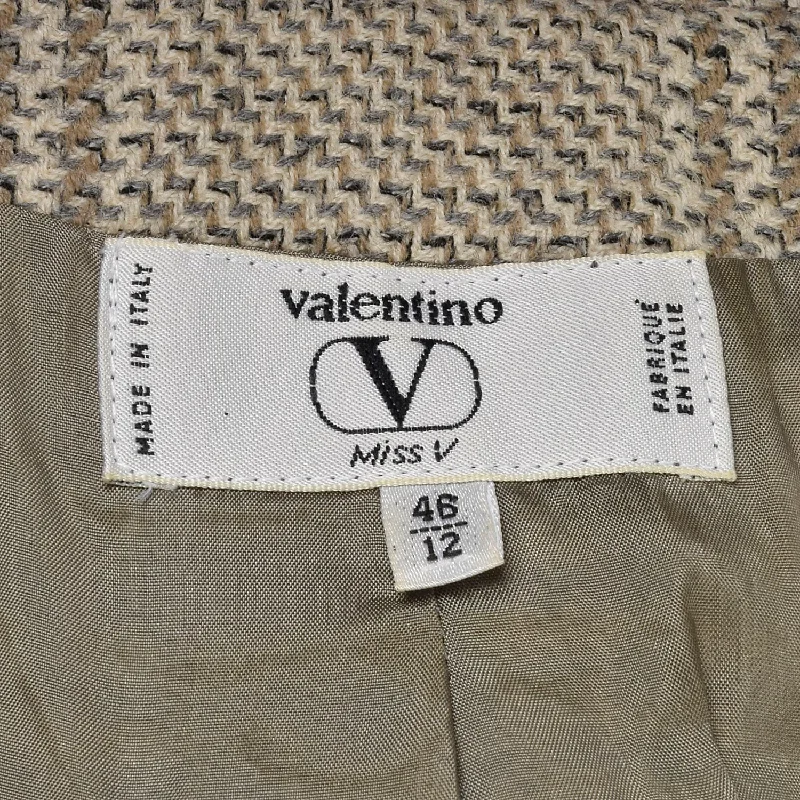 MADE IN ITALY
valentino
V
Miss V
FABRIQUÉ
EN ITALIE
46
12